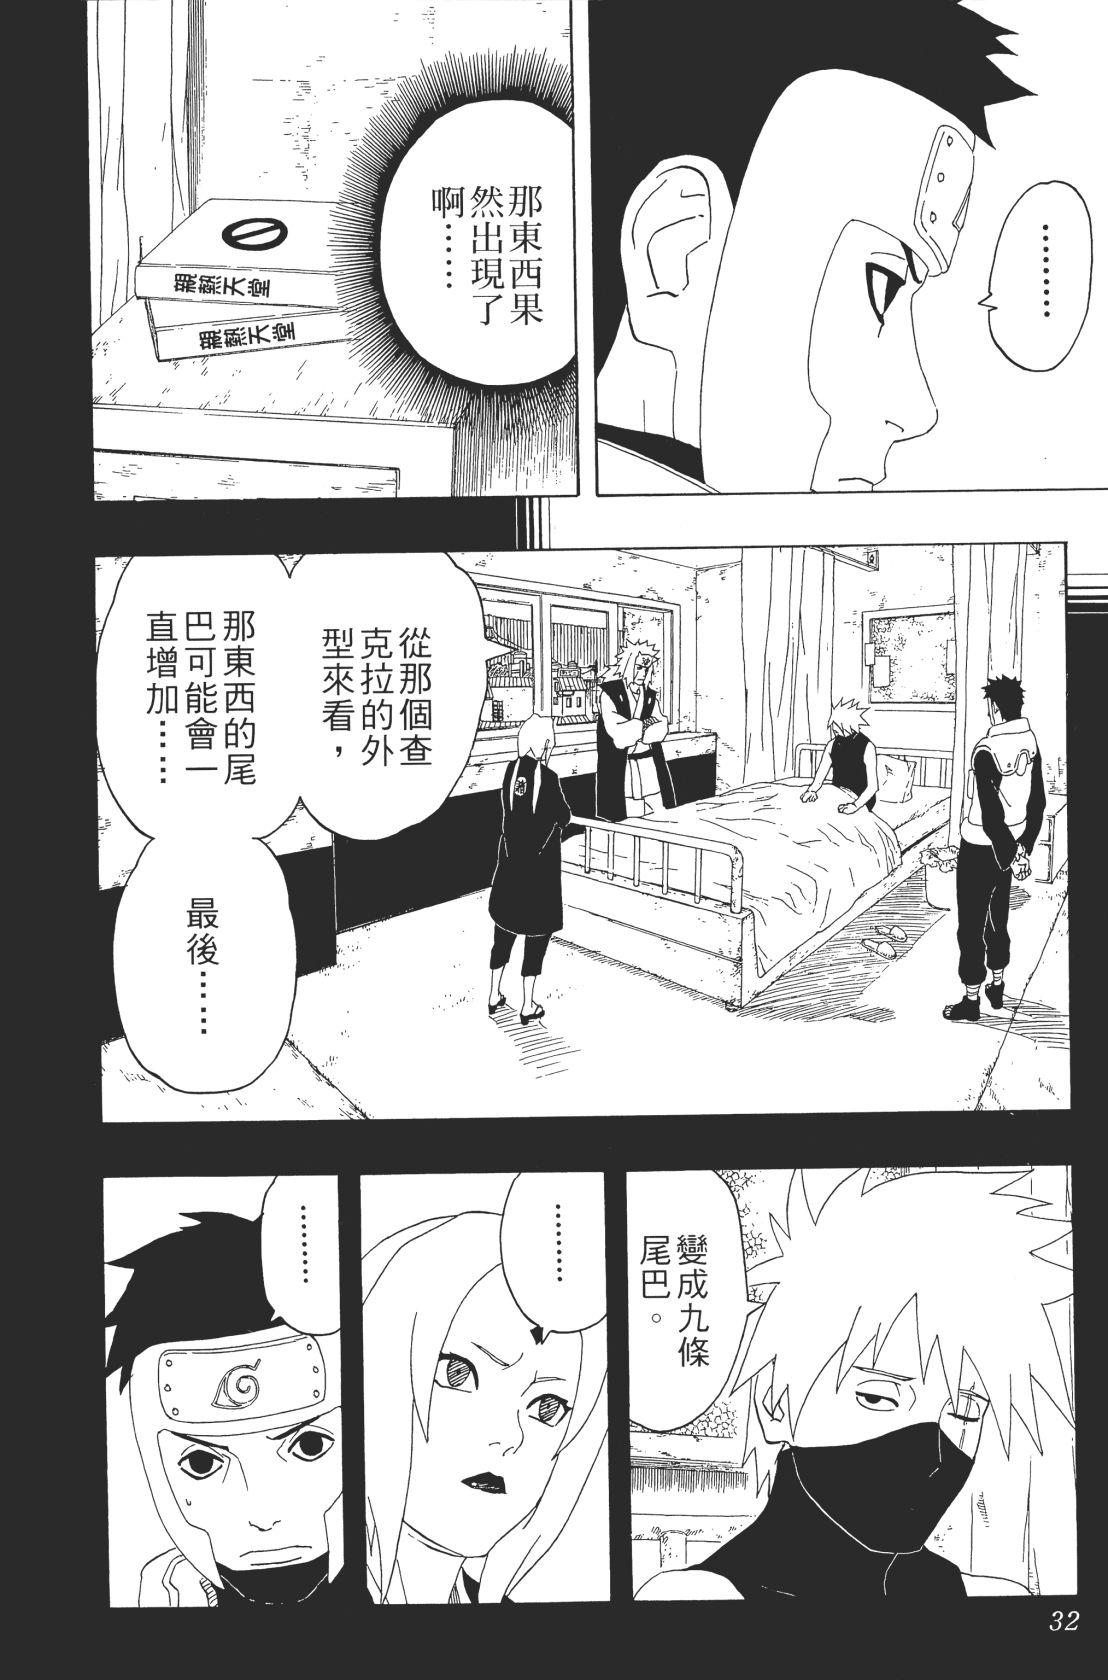 ………
那東西果
然出現了
啊……
親熱天堂
親熱天堂
從那個查
克拉的外
型來看，
那東西的尾
巴可能會一
直增加……
最後……
變成九條
尾巴。
………
………
32